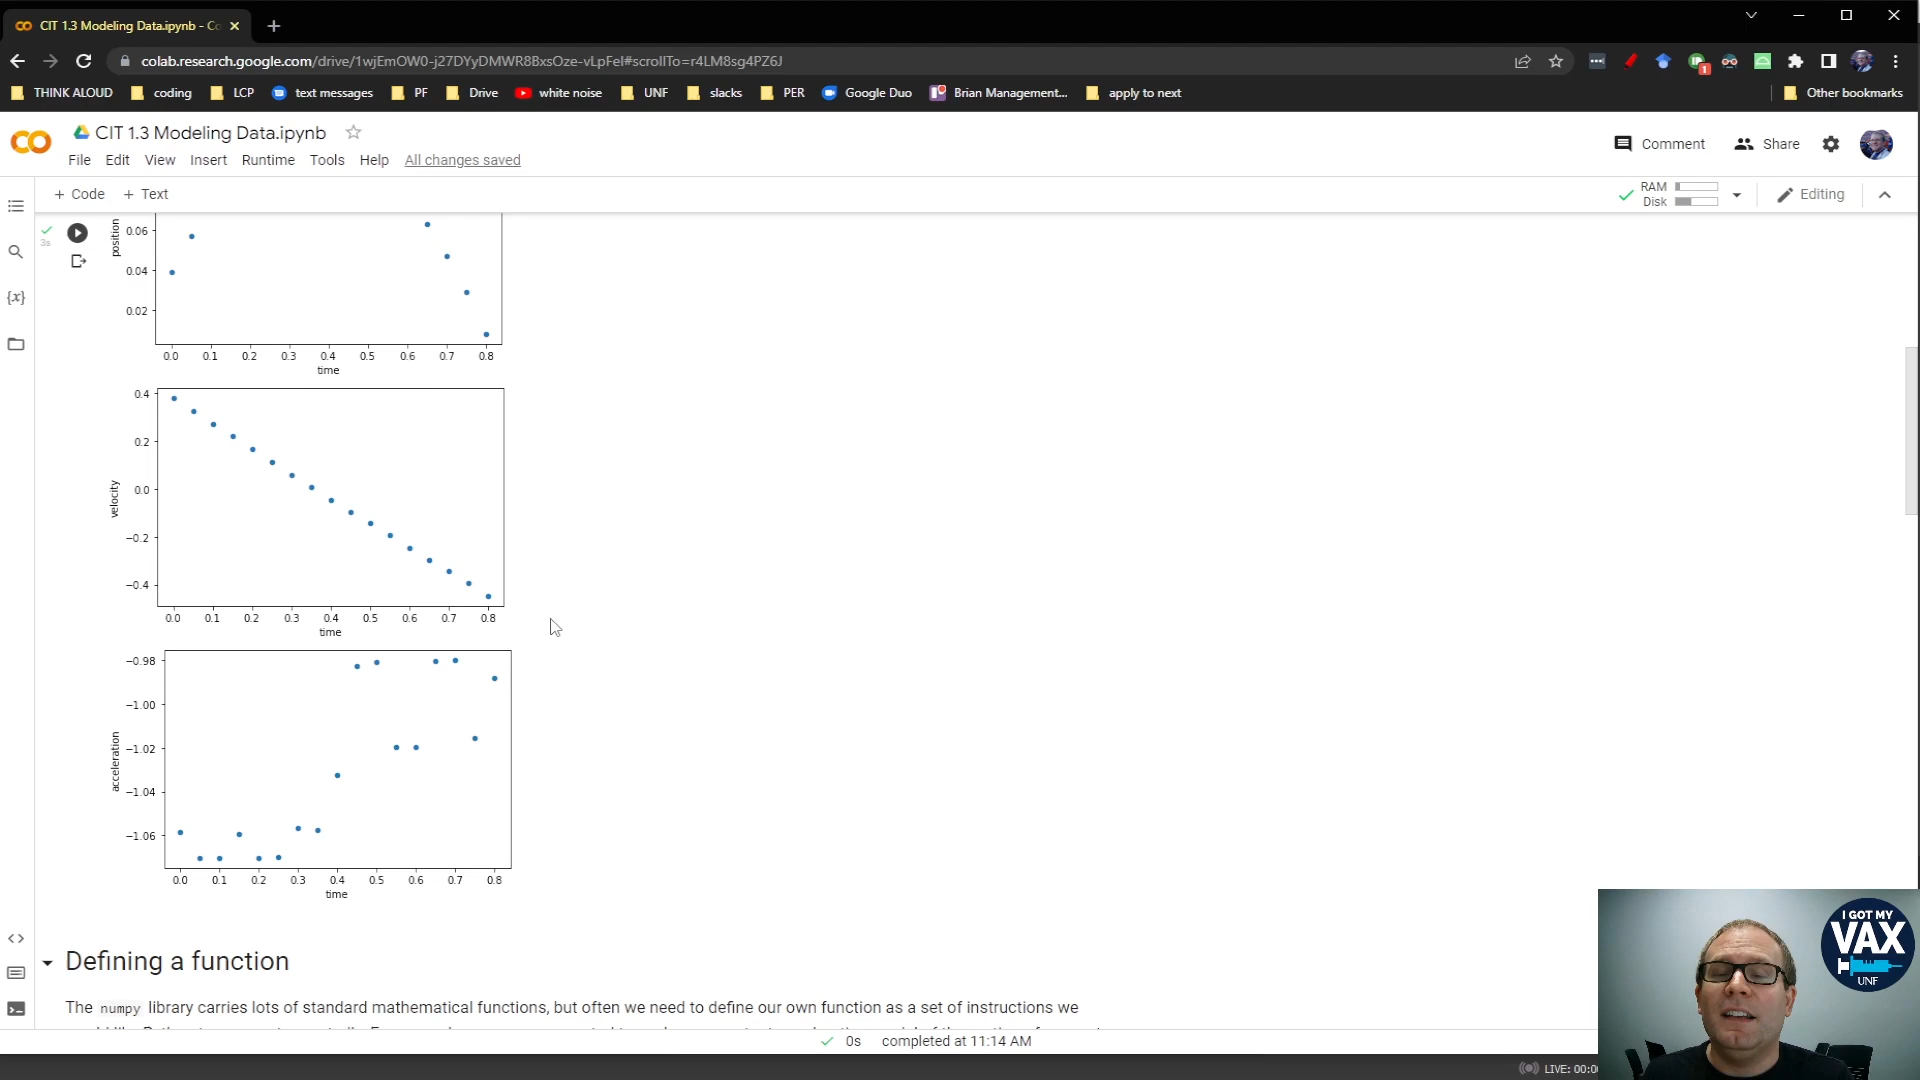 CIT 1.3 Modeling Data.ipynb - Co
colab.research.google.com/drive/1wjEmOW0-j27DYyDMWR8BxsOze-vLpFel#scrollTo=r4LM8sg4PZ6J
THINK ALOUD coding LCP text messages PF Drive white noise UNF slacks PER Google Duo Brian Management... apply to next Other bookmarks
CIT 1.3 Modeling Data.ipynb
Comment Share
File Edit View Insert Runtime Tools Help All changes saved
+ Code + Text
RAM
Disk
Editing
3s
{x}
position
0.06
0.04
0.02
0.0 0.1 0.2 0.3 0.4 0.5 0.6 0.7 0.8
time
velocity
0.4
0.2
0.0
−0.2
−0.4
0.0 0.1 0.2 0.3 0.4 0.5 0.6 0.7 0.8
time
acceleration
−0.98
−1.00
−1.02
−1.04
−1.06
0.0 0.1 0.2 0.3 0.4 0.5 0.6 0.7 0.8
time
Defining a function
The numpy library carries lots of standard mathematical functions, but often we need to define our own function as a set of instructions we
0s completed at 11:14 AM
I GOT MY
VAX
UNF
LIVE: 00:0